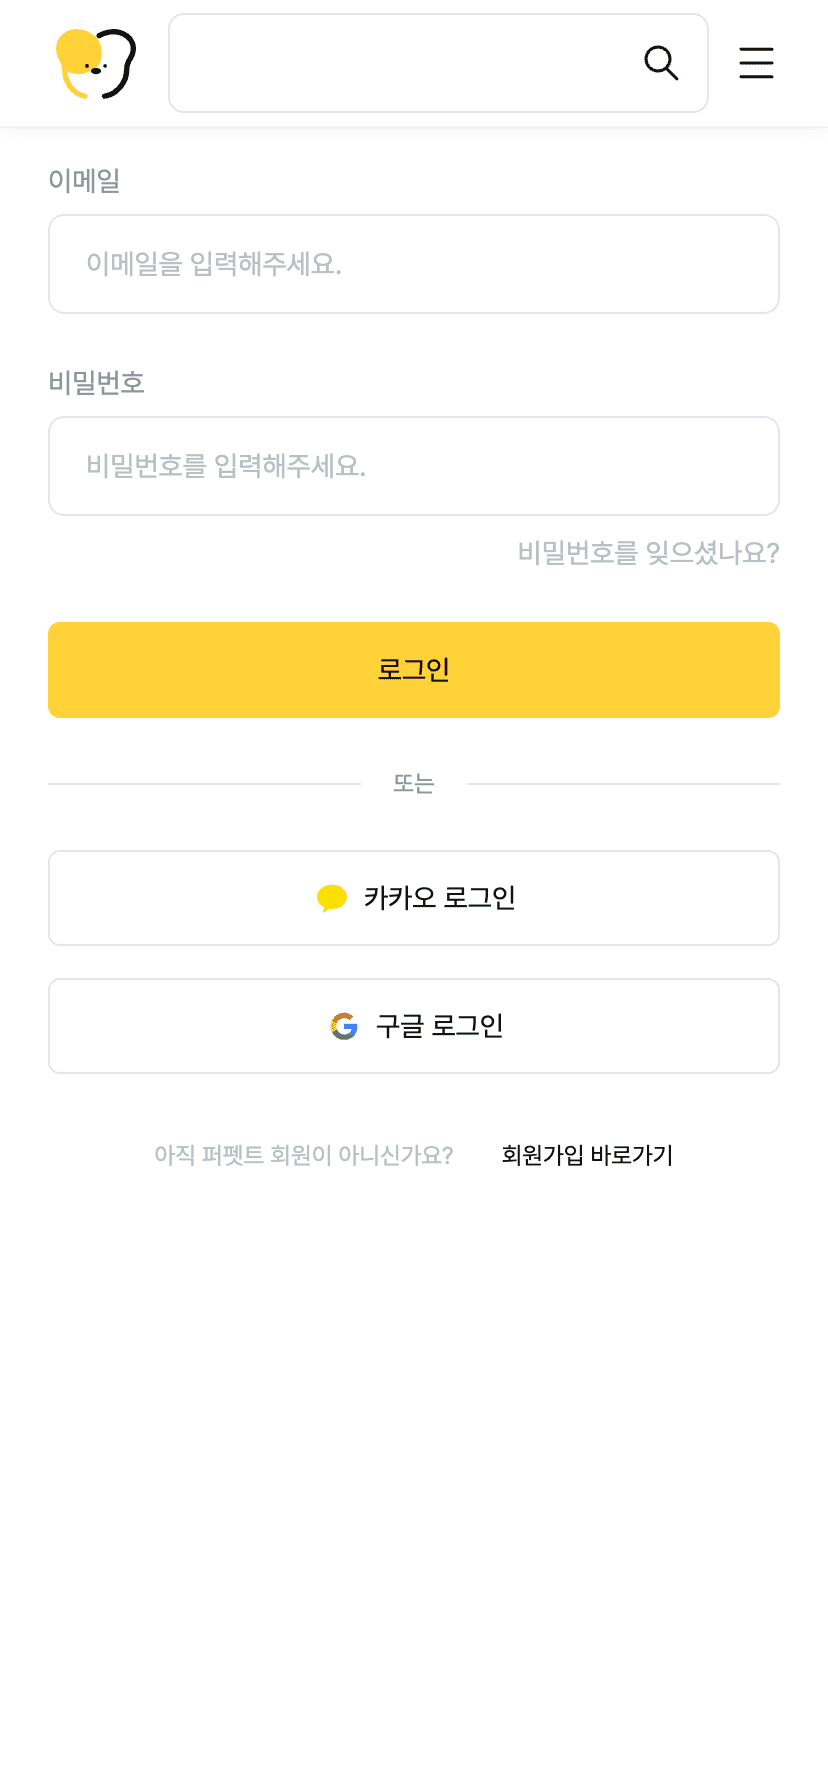 이메일
이메일을 입력해주세요.
비밀번호
비밀번호를 입력해주세요.
비밀번호를 잊으셨나요?
로그인
또는
카카오 로그인
구글 로그인
아직 퍼펫트 회원이 아니신가요? 회원가입 바로가기